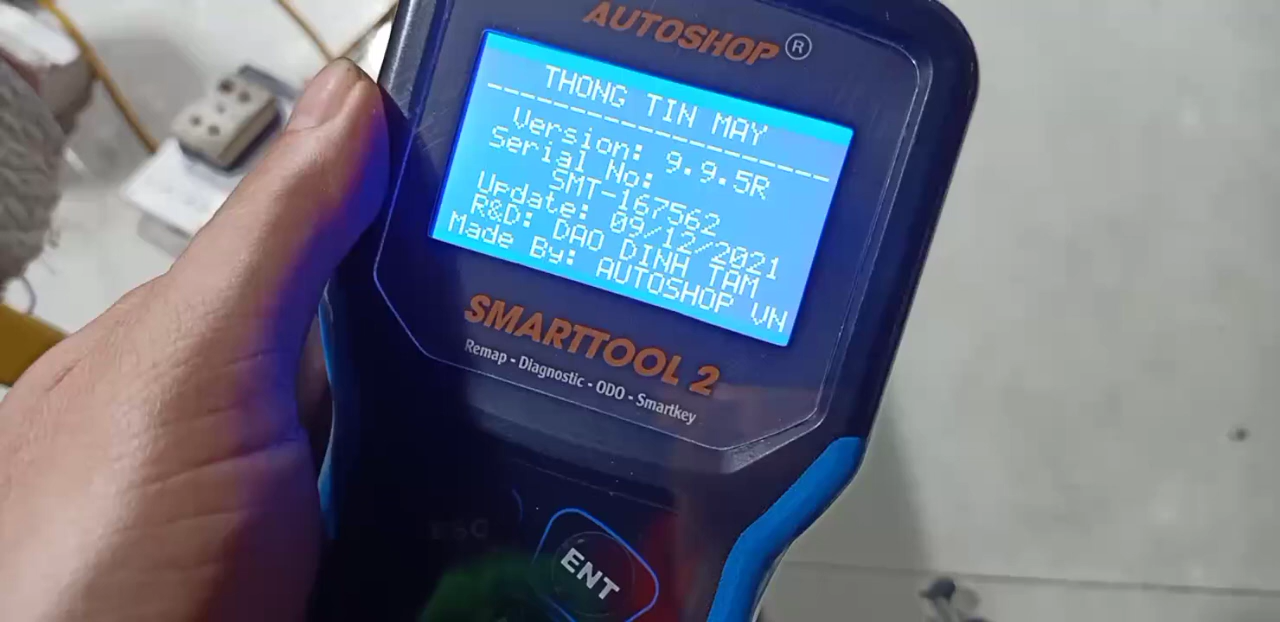 AUTOSHOP ®
THONG TIN MAY
--------------------
Version: 9.9.5R
Serial No:
SMT-167562
Update: 09/12/2021
R&D: DAO DINH TAM
Made By: AUTOSHOP VN
SMARTTOOL 2
Remap - Diagnostic - ODO - Smartkey
ESC
ENT